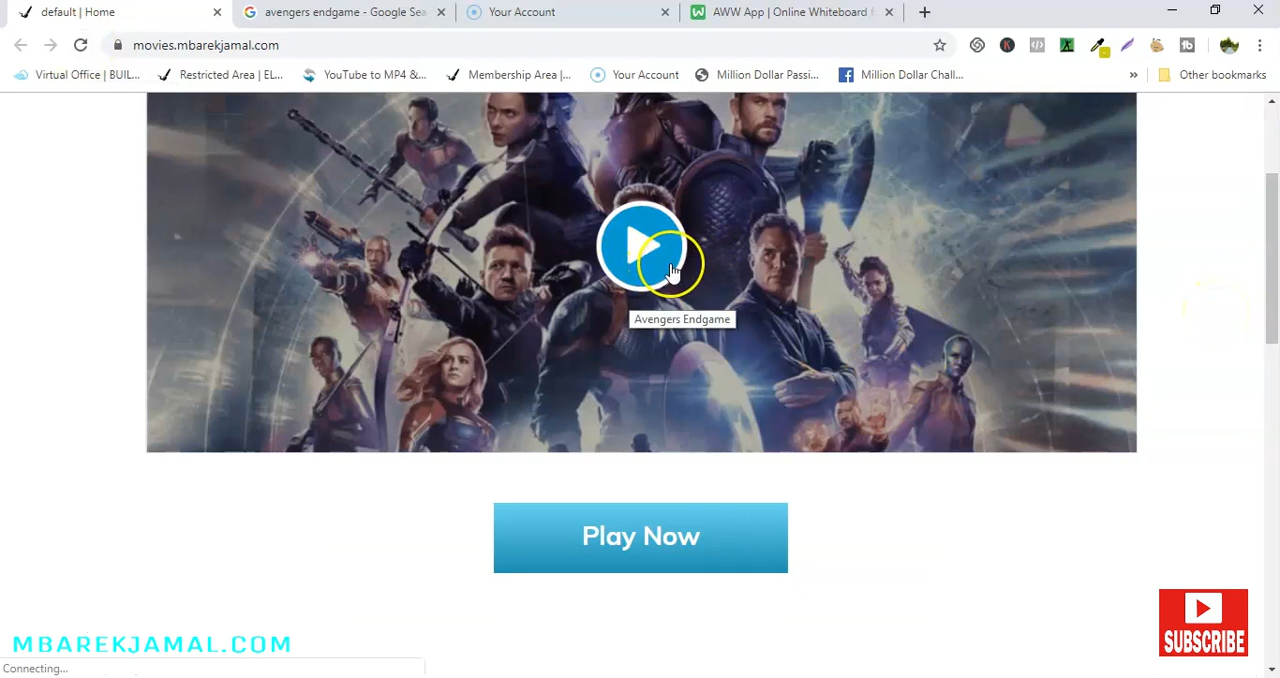 default | Home
avengers endgame - Google Sea
Your Account
AWW App | Online Whiteboard f
movies.mbarekjamal.com
Virtual Office | BUIL...
Restricted Area | EL...
YouTube to MP4 &...
Membership Area |...
Your Account
Million Dollar Passi...
Million Dollar Chall...
»
Other bookmarks
Avengers Endgame
Play Now
SUBSCRIBE
MBAREKJAMAL.COM
Connecting...